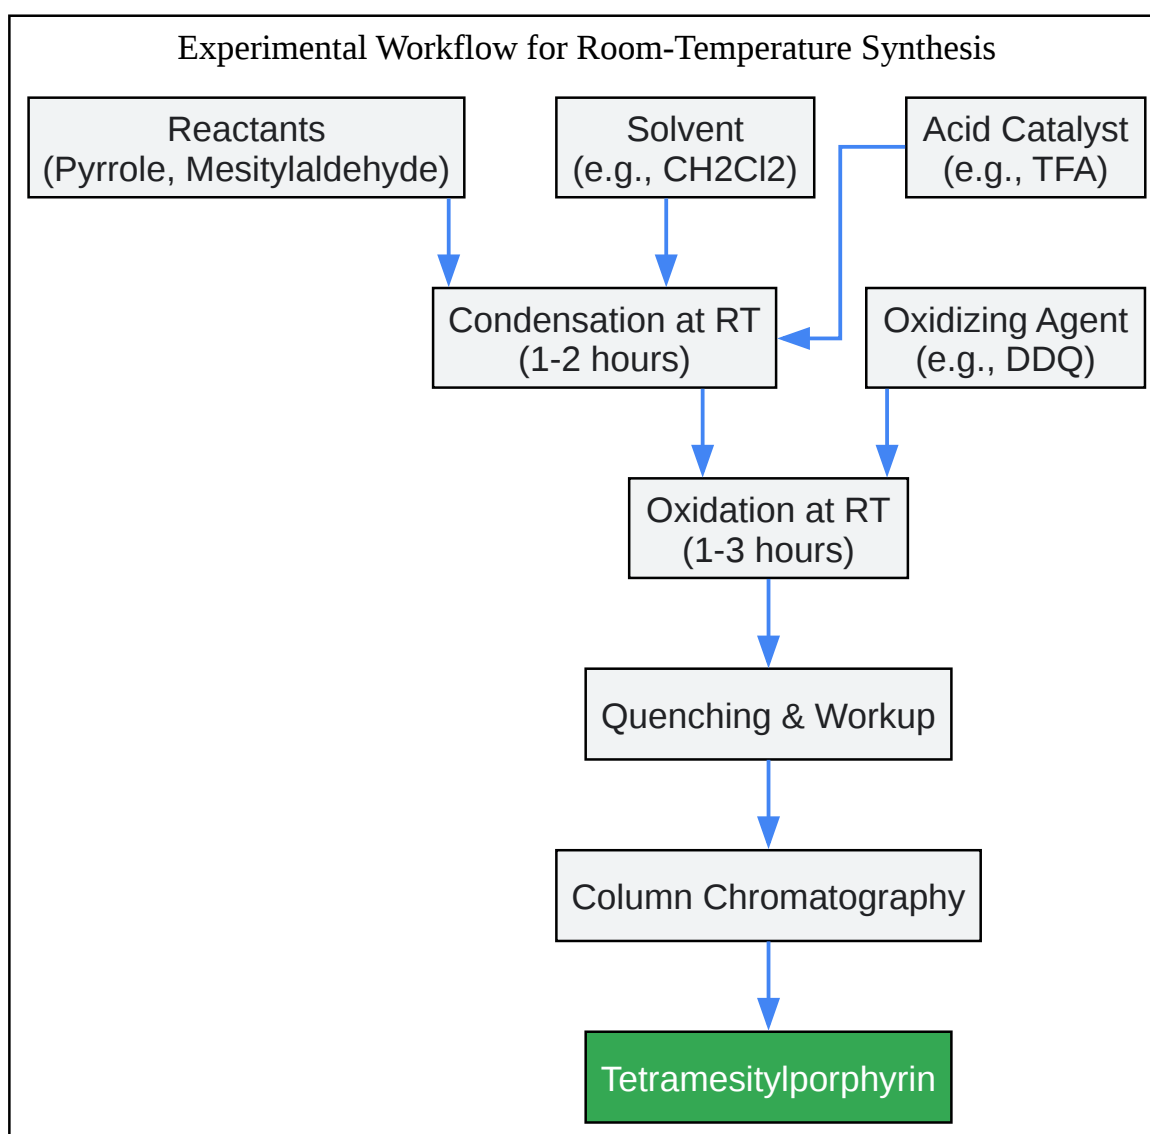 Experimental Workflow for Room-Temperature Synthesis
Reactants
(Pyrrole, Mesitylaldehyde)
Solvent
(e.g., CH2Cl2)
Acid Catalyst
(e.g., TFA)
Condensation at RT
(1-2 hours)
Oxidizing Agent
(e.g., DDQ)
Oxidation at RT
(1-3 hours)
Quenching & Workup
Column Chromatography
Tetramesitylporphyrin